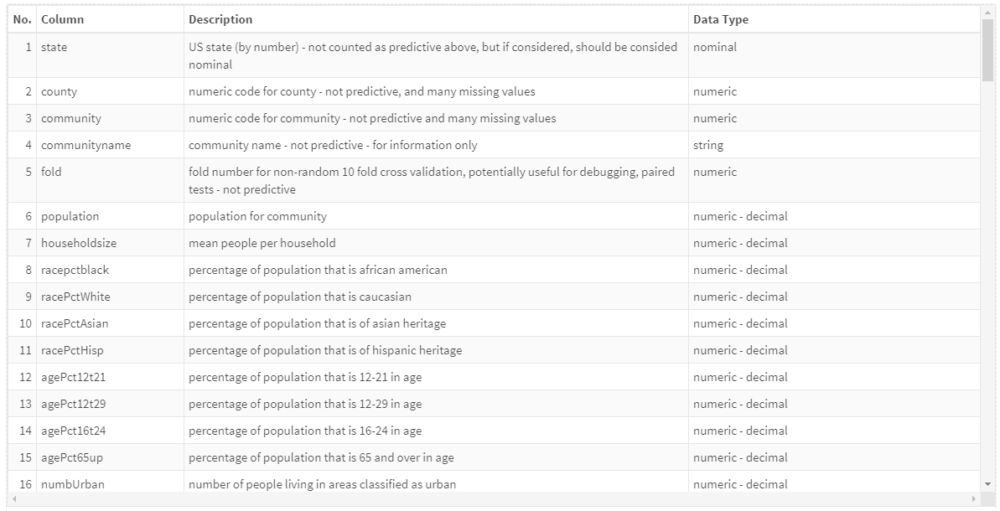 No. Column Description Data Type
1 state US state (by number) - not counted as predictive above, but if considered, should be consided nominal
nominal
2 county numeric code for county - not predictive, and many missing values numeric
3 community numeric code for community - not predictive and many missing values numeric
4 communityname community name - not predictive - for information only string
5 fold fold number for non-random 10 fold cross validation, potentially useful for debugging, paired numeric
tests - not predictive
6 population population for community numeric - decimal
7 householdsize mean people per household numeric - decimal
8 racepctblack percentage of population that is african american numeric - decimal
9 racePctWhite percentage of population that is caucasian numeric - decimal
10 racePctAsian percentage of population that is of asian heritage numeric - decimal
11 racePctHisp percentage of population that is of hispanic heritage numeric - decimal
12 agePct12t21 percentage of population that is 12-21 in age numeric - decimal
13 agePct12t29 percentage of population that is 12-29 in age numeric - decimal
14 agePct16t24 percentage of population that is 16-24 in age numeric - decimal
15 agePct65up percentage of population that is 65 and over in age numeric - decimal
16 numbUrban number of people living in areas classified as urban numeric - decimal